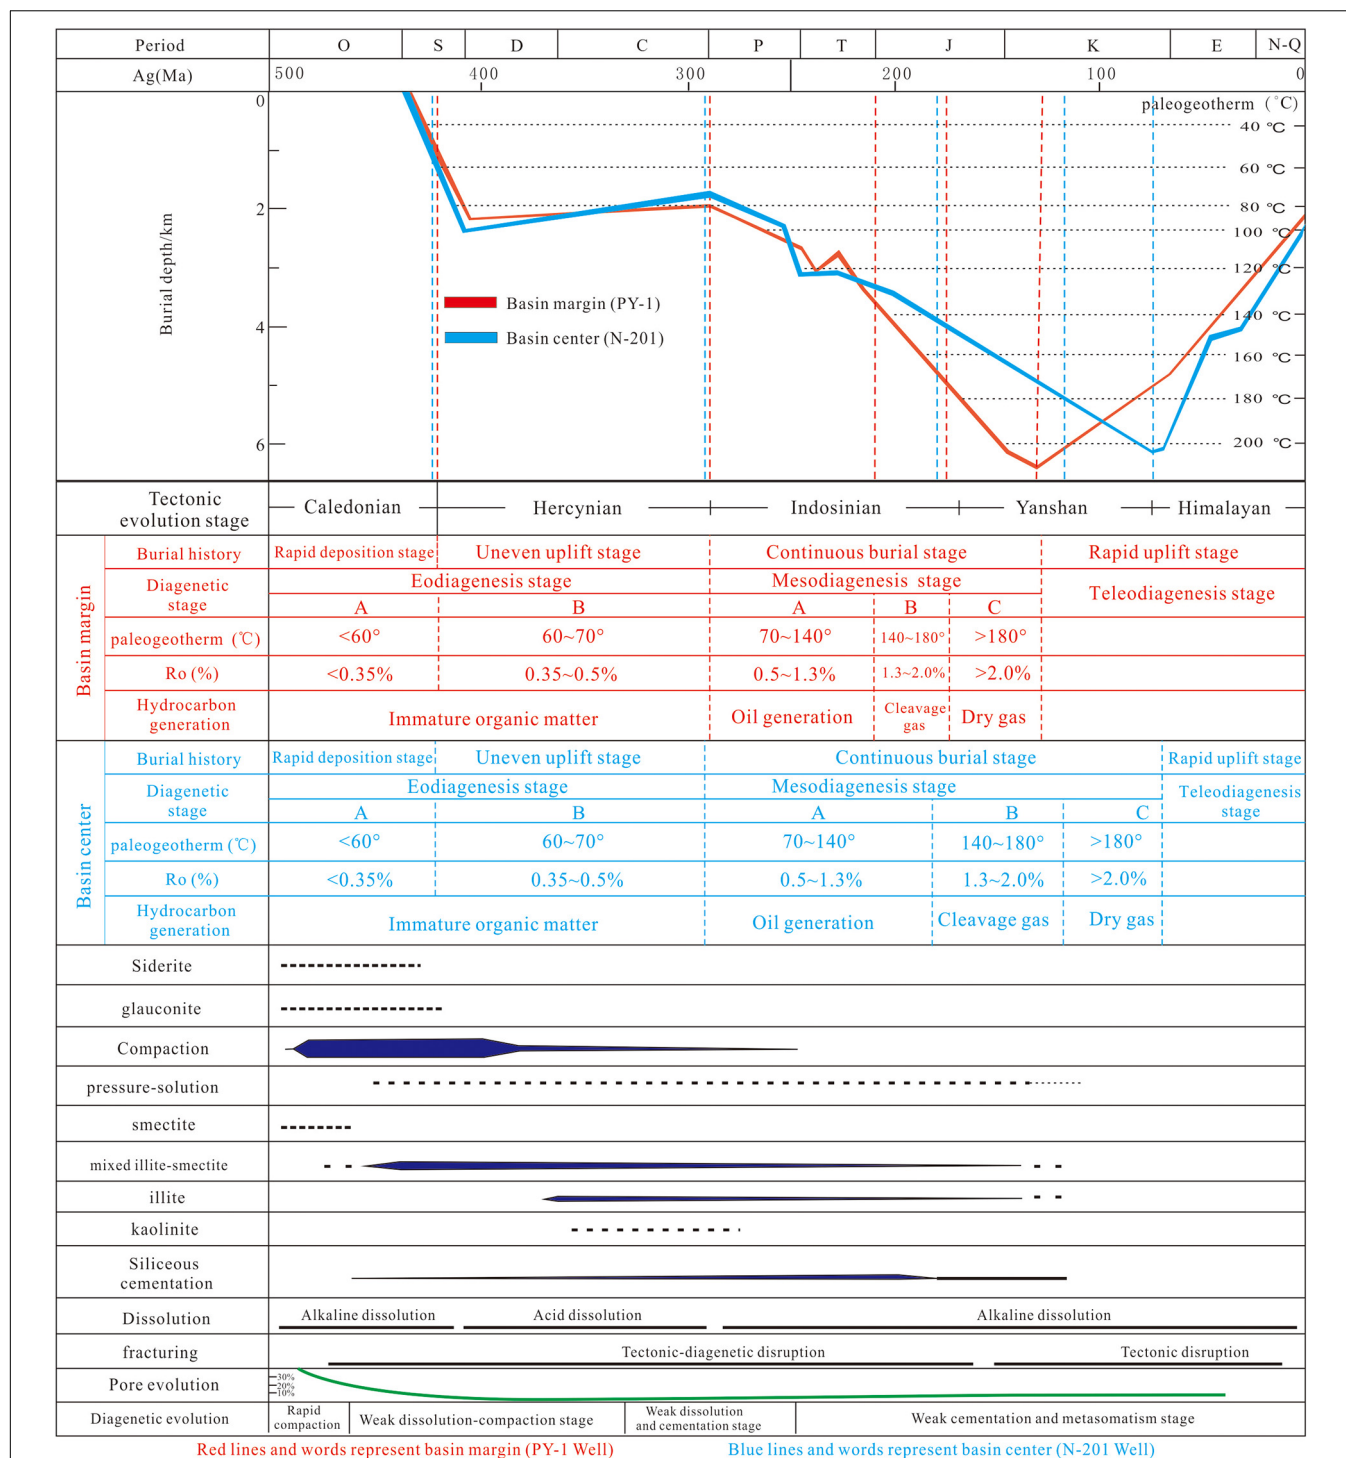 Period O S D C P T J K E N-Q
Ag(Ma) 500 400 300 200 100 0
paleogeotherm (°C)
0
2
4
6
Burial depth/km
40 °C
60 °C
80 °C
100 °C
120 °C
140 °C
160 °C
180 °C
200 °C
Basin margin (PY-1)
Basin center (N-201)
Tectonic
evolution stage
Caledonian Hercynian Indosinian Yanshan Himalayan
Basin margin
Burial history Rapid deposition stage Uneven uplift stage Continuous burial stage Rapid uplift stage
Diagenetic
stage
Eodiagenesis stage Mesodiagenesis stage Teleodiagenesis stage
A B A B C
paleogeotherm (℃) <60° 60~70° 70~140° 140~180° >180°
Ro (%) <0.35% 0.35~0.5% 0.5~1.3% 1.3~2.0% >2.0%
Hydrocarbon
generation
Immature organic matter Oil generation
Cleavage
gas
Dry gas
Basin center
Burial history Rapid deposition stage Uneven uplift stage Continuous burial stage Rapid uplift stage
Diagenetic
stage
Eodiagenesis stage Mesodiagenesis stage
Teleodiagenesis
stage
A B A B C
paleogeotherm (℃) <60° 60~70° 70~140° 140~180° >180°
Ro (%) <0.35% 0.35~0.5% 0.5~1.3% 1.3~2.0% >2.0%
Hydrocarbon
generation
Immature organic matter Oil generation Cleavage gas Dry gas
Siderite
glauconite
Compaction
pressure-solution
smectite
mixed illite-smectite
illite
kaolinite
Siliceous
cementation
Dissolution Alkaline dissolution Acid dissolution Alkaline dissolution
fracturing Tectonic-diagenetic disruption Tectonic disruption
Pore evolution
30%
20%
10%
Diagenetic evolution
Rapid
compaction
Weak dissolution-compaction stage
Weak dissolution
and cementation stage
Weak cementation and metasomatism stage
Red lines and words represent basin margin (PY-1 Well) Blue lines and words represent basin center (N-201 Well)